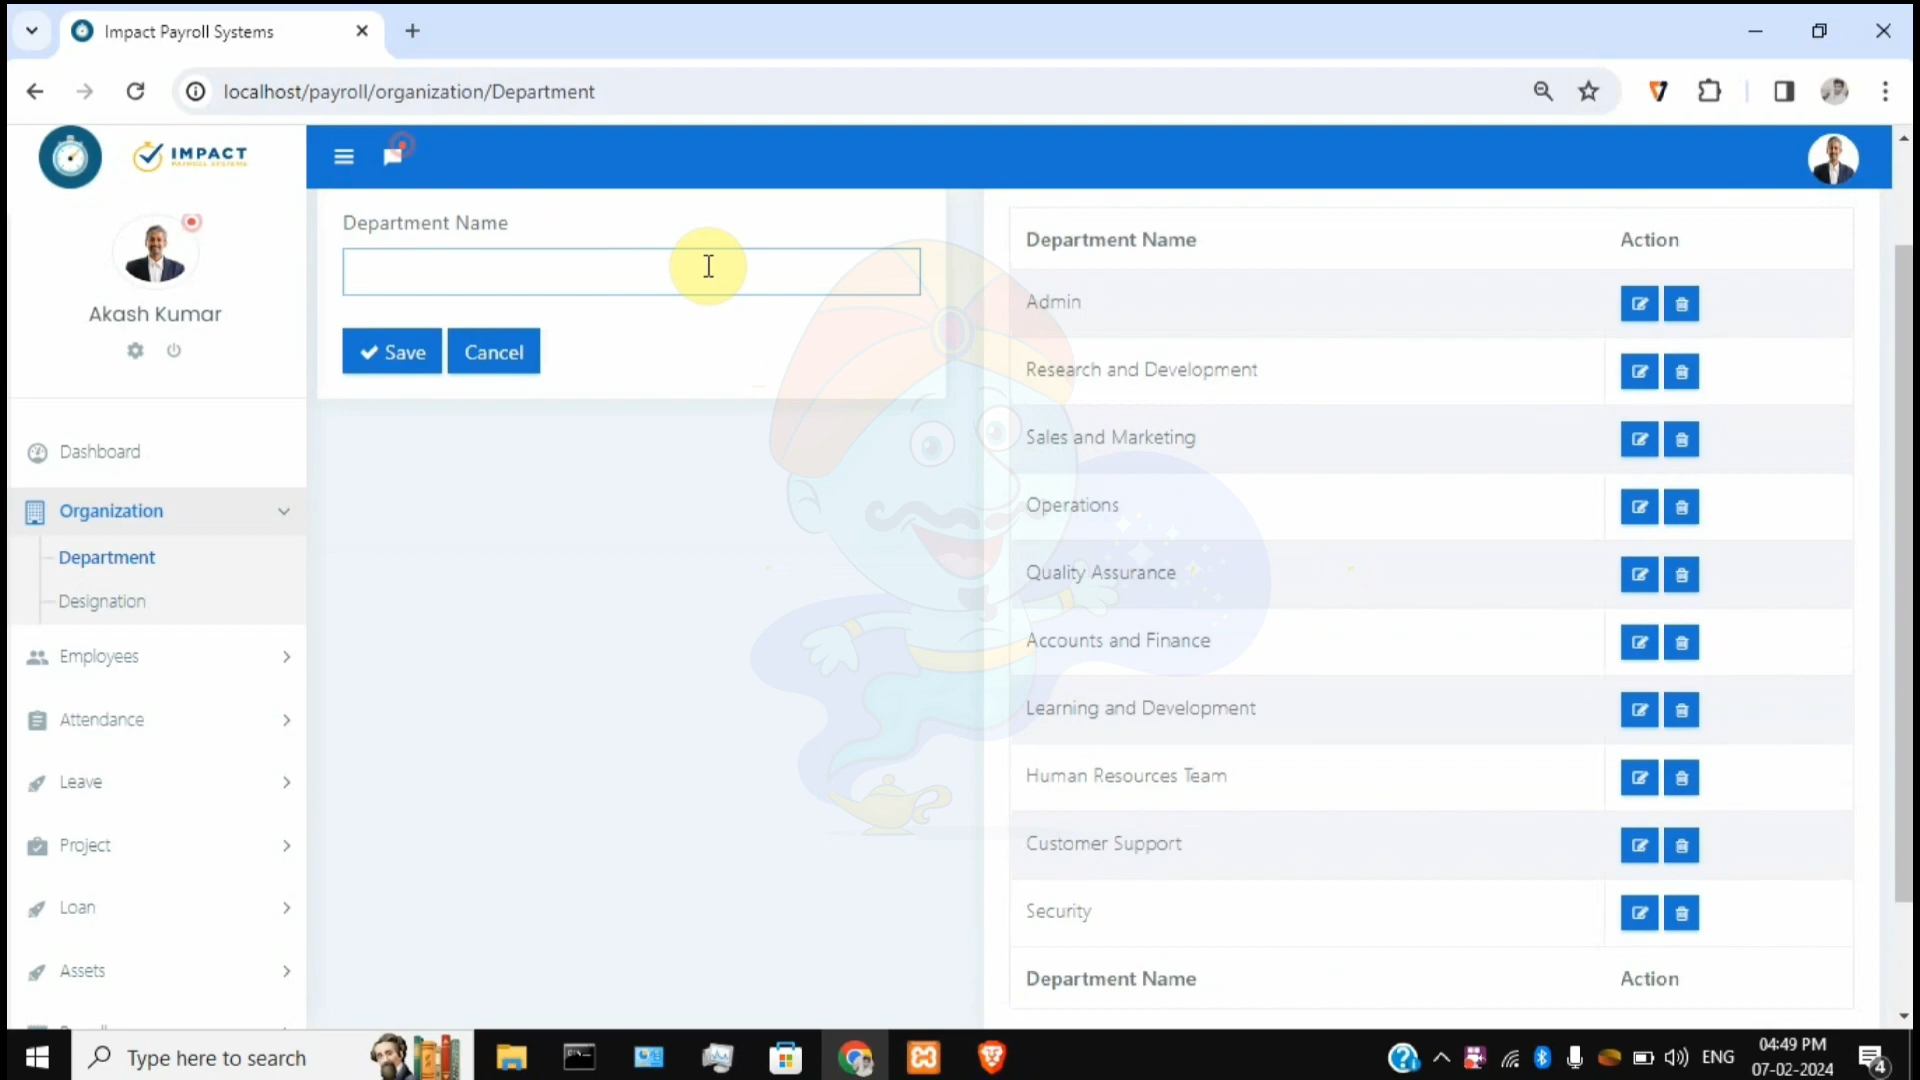 Impact Payroll Systems
localhost/payroll/organization/Department
IMPACT
PAYROLL SYSTEMS
Akash Kumar
Dashboard
Organization
Department
Designation
Employees
Attendance
Leave
Project
Loan
Assets
Department Name
Save
Cancel
Department Name Action
Admin
Research and Development
Sales and Marketing
Operations
Quality Assurance
Accounts and Finance
Learning and Development
Human Resources Team
Customer Support
Security
Department Name Action
Type here to search
ENG
04:49 PM
07-02-2024
4